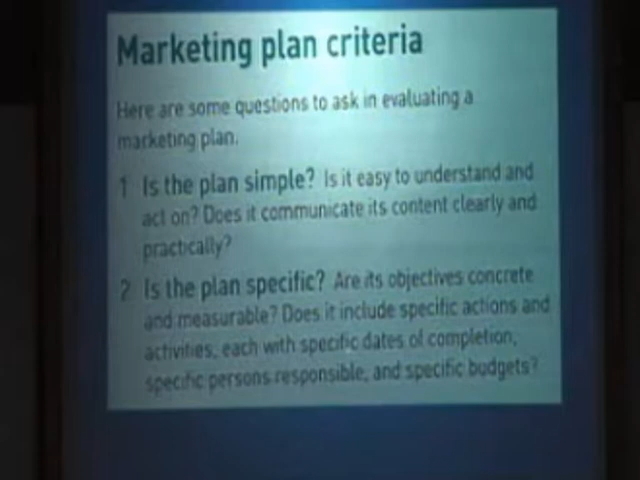 Marketing plan criteria
Here are some questions to ask in evaluating a
marketing plan.
1 Is the plan simple? Is it easy to understand and
act on? Does it communicate its content clearly and
practically?
2 Is the plan specific? Are its objectives concrete
and measurable? Does it include specific actions and
activities, each with specific dates of completion,
specific persons responsible, and specific budgets?